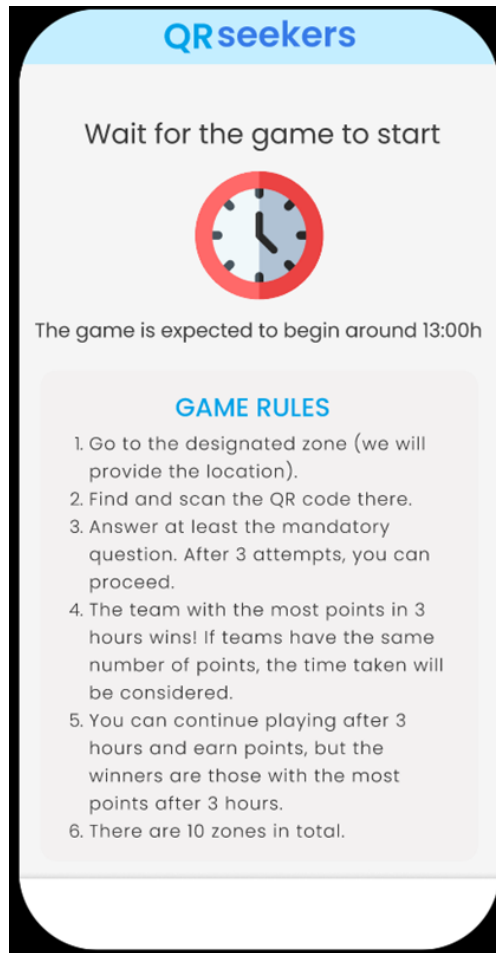 QRseekers
Wait for the game to start
The game is expected to begin around 13:00h
GAME RULES
1. Go to the designated zone (we will
provide the location).
2. Find and scan the QR code there.
3. Answer at least the mandatory
question. After 3 attempts, you can
proceed.
4. The team with the most points in 3
hours wins! If teams have the same
number of points, the time taken will
be considered.
5. You can continue playing after 3
hours and earn points, but the
winners are those with the most
points after 3 hours.
6. There are 10 zones in total.